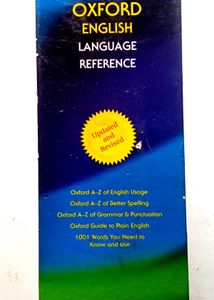 OXFORD
ENGLISH
LANGUAGE
REFERENCE
Updated
and
Revised
Oxford A–Z of English Usage
Oxford A–Z of Better Spelling
Oxford A–Z of Grammar & Punctuation
Oxford Guide to Plain English
1001 Words You Need to
Know and Use